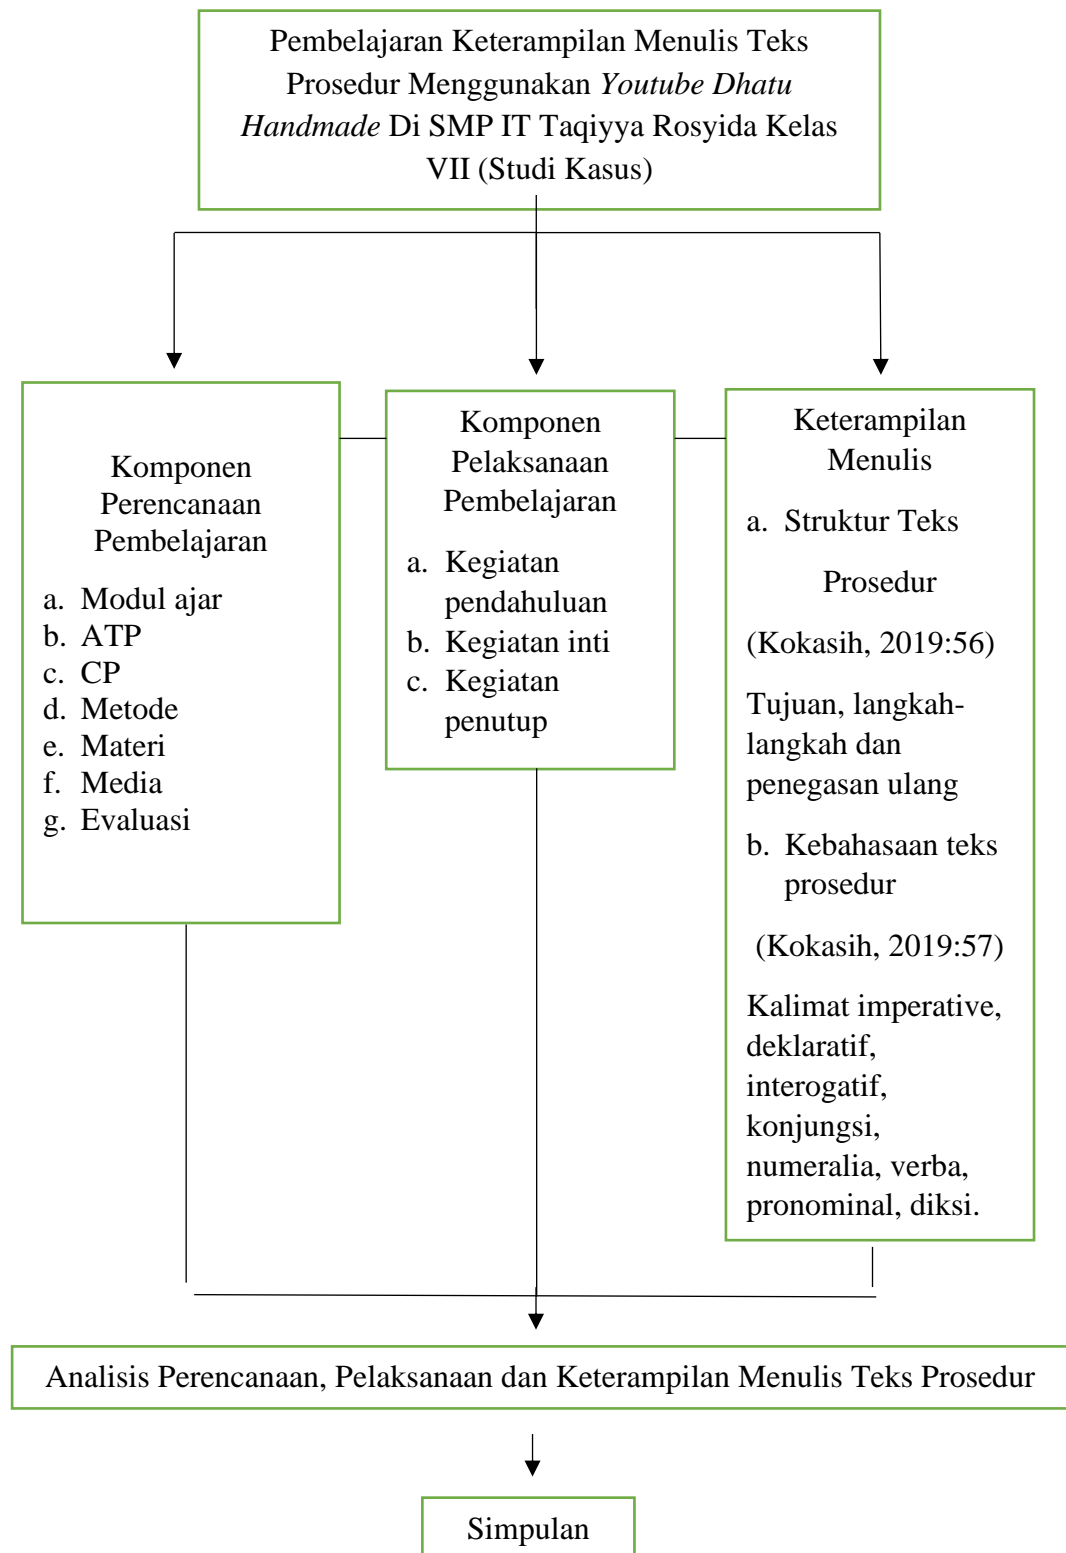 Pembelajaran Keterampilan Menulis Teks
Prosedur Menggunakan Youtube Dhatu
Handmade Di SMP IT Taqiyya Rosyida Kelas
VII (Studi Kasus)
Komponen
Perencanaan
Pembelajaran
a. Modul ajar
b. ATP
c. CP
d. Metode
e. Materi
f. Media
g. Evaluasi
Komponen
Pelaksanaan
Pembelajaran
a. Kegiatan
pendahuluan
b. Kegiatan inti
c. Kegiatan
penutup
Keterampilan
Menulis
a. Struktur Teks
Prosedur
(Kokasih, 2019:56)
Tujuan, langkah-
langkah dan
penegasan ulang
b. Kebahasaan teks
prosedur
(Kokasih, 2019:57)
Kalimat imperative,
deklaratif,
interogatif,
konjungsi,
numeralia, verba,
pronominal, diksi.
Analisis Perencanaan, Pelaksanaan dan Keterampilan Menulis Teks Prosedur
Simpulan